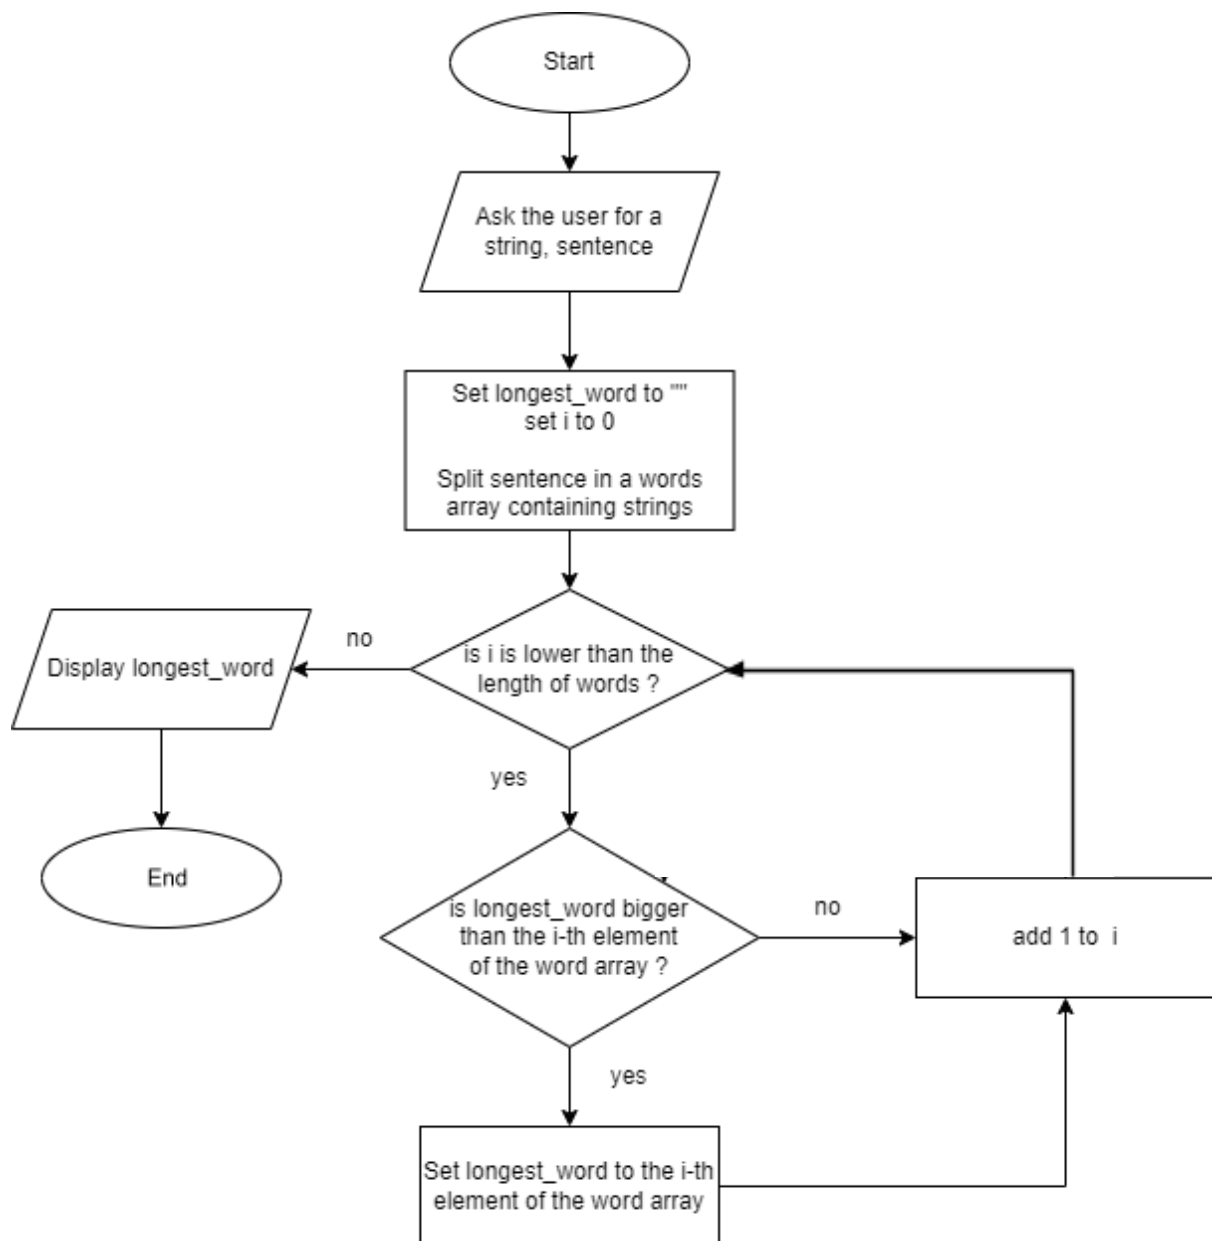 Start
Ask the user for a
string, sentence
Set longest_word to ""
set i to 0
Split sentence in a words
array containing strings
is i is lower than the
length of words ?
no
Display longest_word
End
yes
is longest_word bigger
than the i-th element
of the word array ?
no
add 1 to i
yes
Set longest_word to the i-th
element of the word array